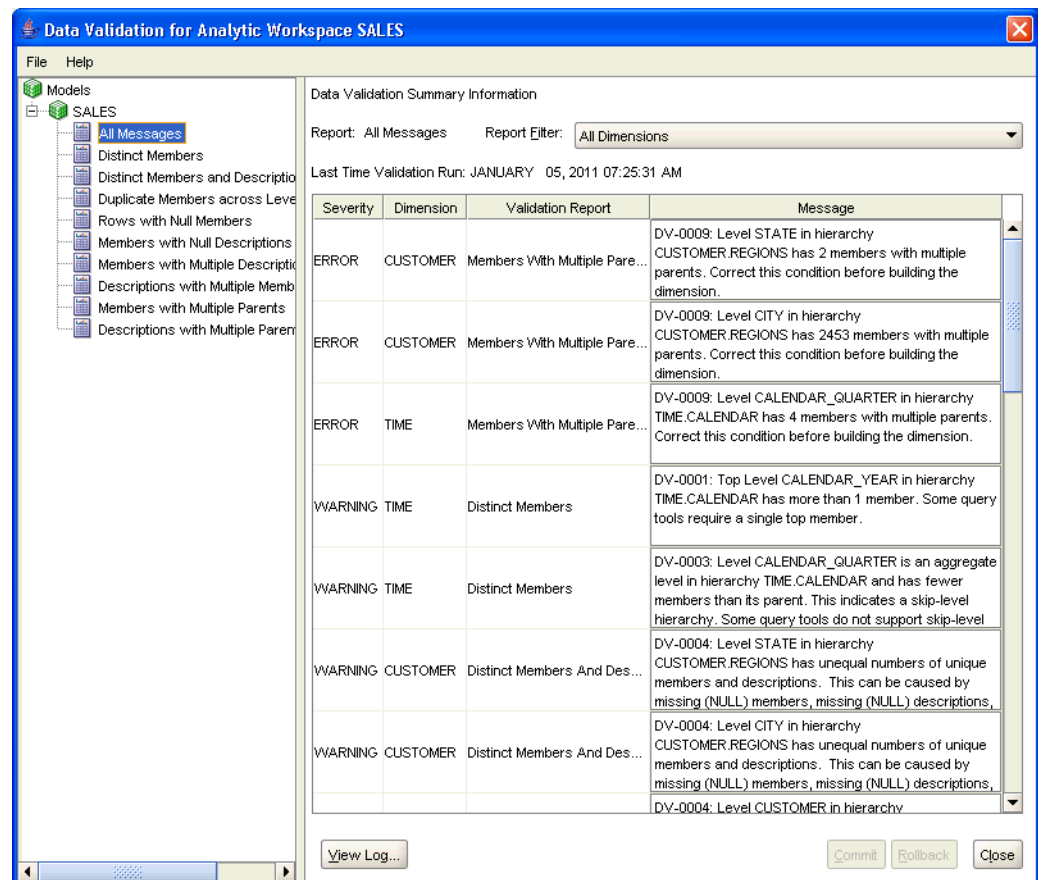 Data Validation for Analytic Workspace SALES
File Help
Models
SALES
All Messages
Distinct Members
Distinct Members and Descriptio
Duplicate Members across Leve
Rows with Null Members
Members with Null Descriptions
Members with Multiple Descriptio
Descriptions with Multiple Memb
Members with Multiple Parents
Descriptions with Multiple Paren
Data Validation Summary Information
Report: All Messages Report Filter: All Dimensions
Last Time Validation Run: JANUARY 05, 2011 07:25:31 AM
Severity Dimension Validation Report Message
ERROR CUSTOMER Members With Multiple Pare...
DV-0009: Level STATE in hierarchy
CUSTOMER.REGIONS has 2 members with multiple
parents. Correct this condition before building the
dimension.
ERROR CUSTOMER Members With Multiple Pare...
DV-0009: Level CITY in hierarchy
CUSTOMER.REGIONS has 2453 members with multiple
parents. Correct this condition before building the
dimension.
ERROR TIME Members With Multiple Pare...
DV-0009: Level CALENDAR_QUARTER in hierarchy
TIME.CALENDAR has 4 members with multiple parents.
Correct this condition before building the dimension.
WARNING TIME Distinct Members
DV-0001: Top Level CALENDAR_YEAR in hierarchy
TIME.CALENDAR has more than 1 member. Some query
tools require a single top member.
WARNING TIME Distinct Members
DV-0003: Level CALENDAR_QUARTER is an aggregate
level in hierarchy TIME.CALENDAR and has fewer
members than its parent. This indicates a skip-level
hierarchy. Some query tools do not support skip-level
WARNING CUSTOMER Distinct Members And Des...
DV-0004: Level STATE in hierarchy
CUSTOMER.REGIONS has unequal numbers of unique
members and descriptions. This can be caused by
missing (NULL) members, missing (NULL) descriptions,
WARNING CUSTOMER Distinct Members And Des...
DV-0004: Level CITY in hierarchy
CUSTOMER.REGIONS has unequal numbers of unique
members and descriptions. This can be caused by
missing (NULL) members, missing (NULL) descriptions,
DV-0004: Level CUSTOMER in hierarchy
View Log... Commit Rollback Close